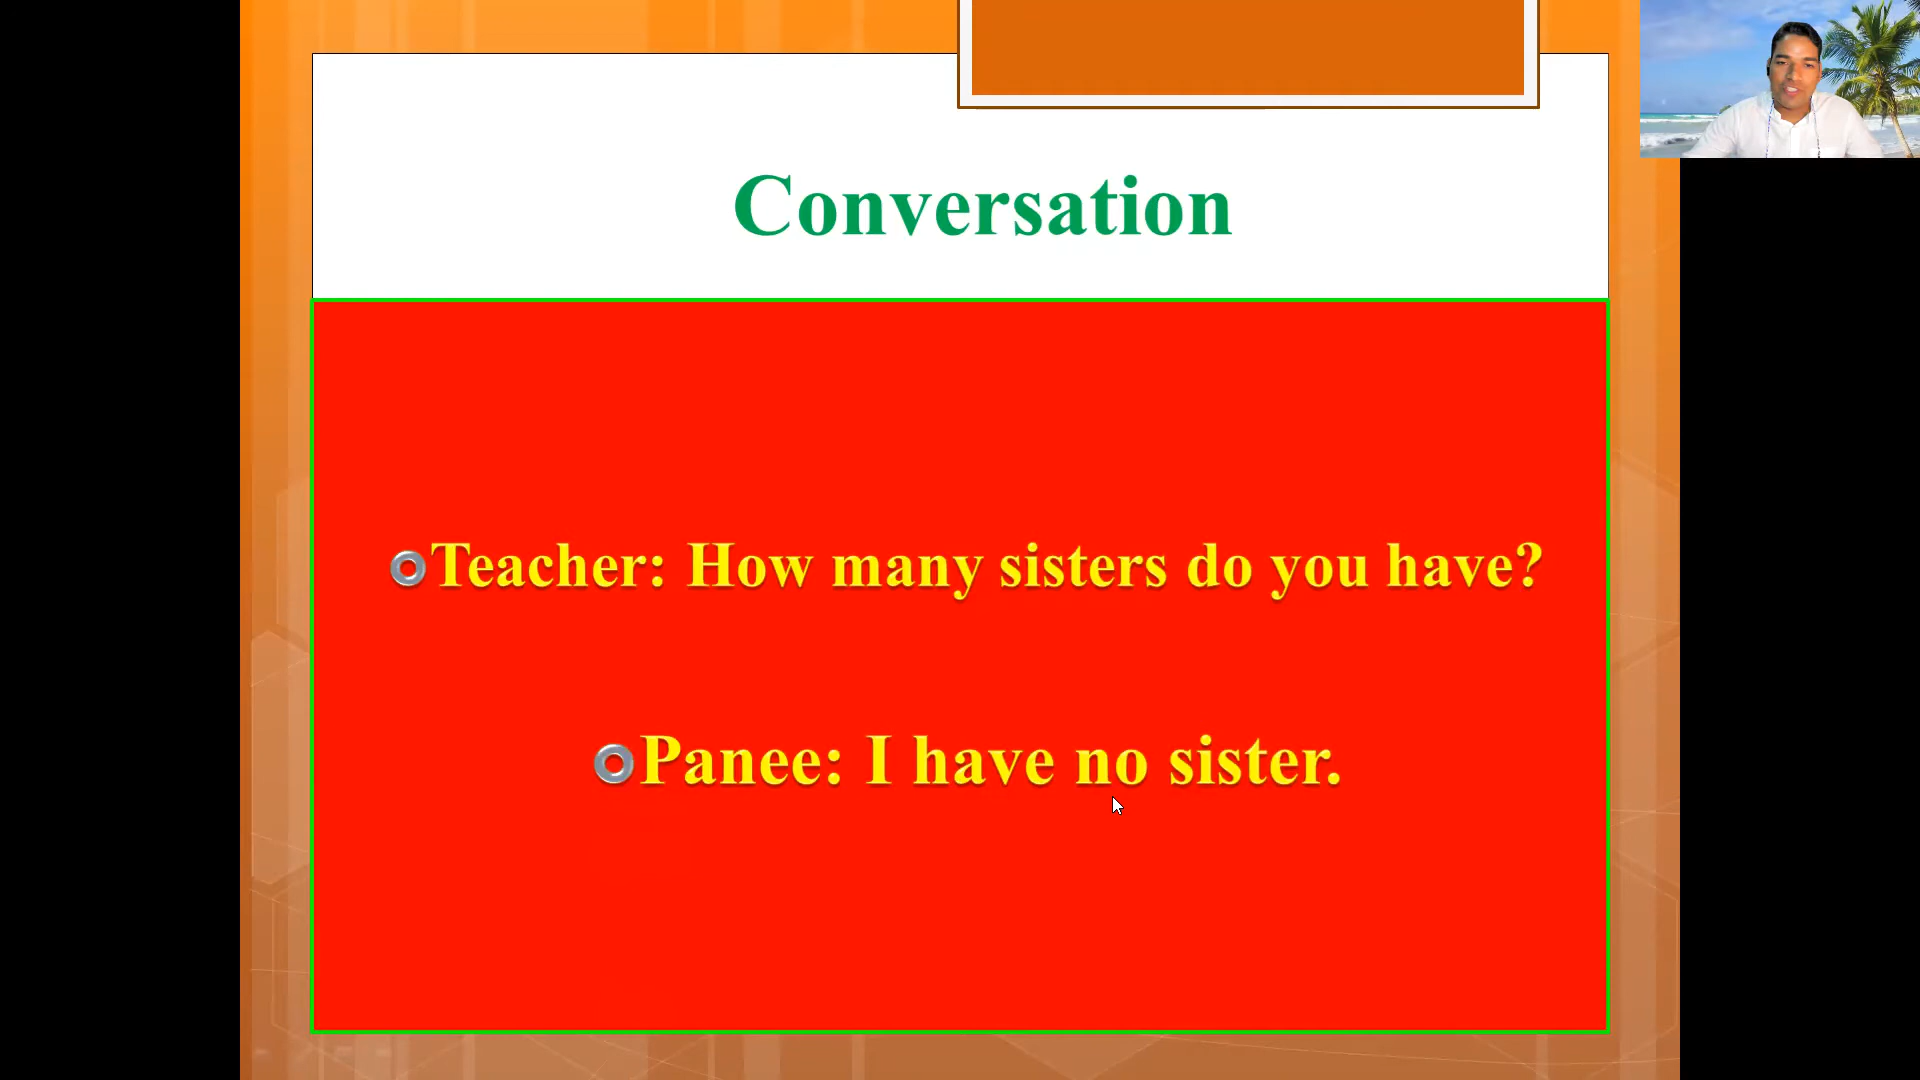 Conversation
Teacher: How many sisters do you have?
Panee: I have no sister.